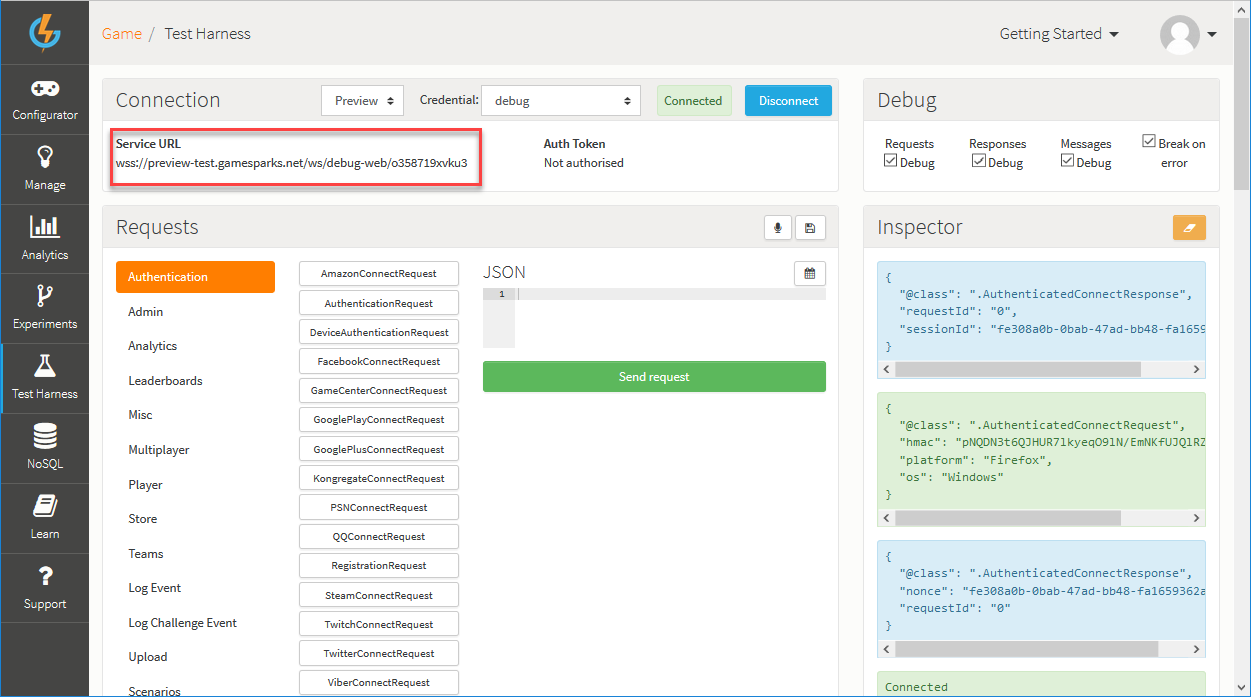 Game / Test Harness
Getting Started
Configurator
Manage
Analytics
Experiments
Test Harness
NoSQL
Learn
Support
Connection
Preview
Credential:
debug
Connected
Disconnect
Service URL
wss://preview-test.gamesparks.net/ws/debug-web/o358719xvku3
Auth Token
Not authorised
Debug
Requests
Debug
Responses
Debug
Messages
Debug
Break on
error
Requests
Authentication
Admin
Analytics
Leaderboards
Misc
Multiplayer
Player
Store
Teams
Log Event
Log Challenge Event
Upload
Scenarios
AmazonConnectRequest
AuthenticationRequest
DeviceAuthenticationRequest
FacebookConnectRequest
GameCenterConnectRequest
GooglePlayConnectRequest
GooglePlusConnectRequest
KongregateConnectRequest
PSNConnectRequest
QQConnectRequest
RegistrationRequest
SteamConnectRequest
TwitchConnectRequest
TwitterConnectRequest
ViberConnectRequest
JSON
1
Send request
Inspector
{
"@class": ".AuthenticatedConnectResponse",
"requestId": "0",
"sessionId": "fe308a0b-0bab-47ad-bb48-fa1659
}
{
"@class": ".AuthenticatedConnectRequest",
"hmac": "pNQDN3t6QJHUR7lkyeqO9lN/EmNKfUJQlRZ
"platform": "Firefox",
"os": "Windows"
}
{
"@class": ".AuthenticatedConnectResponse",
"nonce": "fe308a0b-0bab-47ad-bb48-fa1659362a
"requestId": "0"
}
Connected